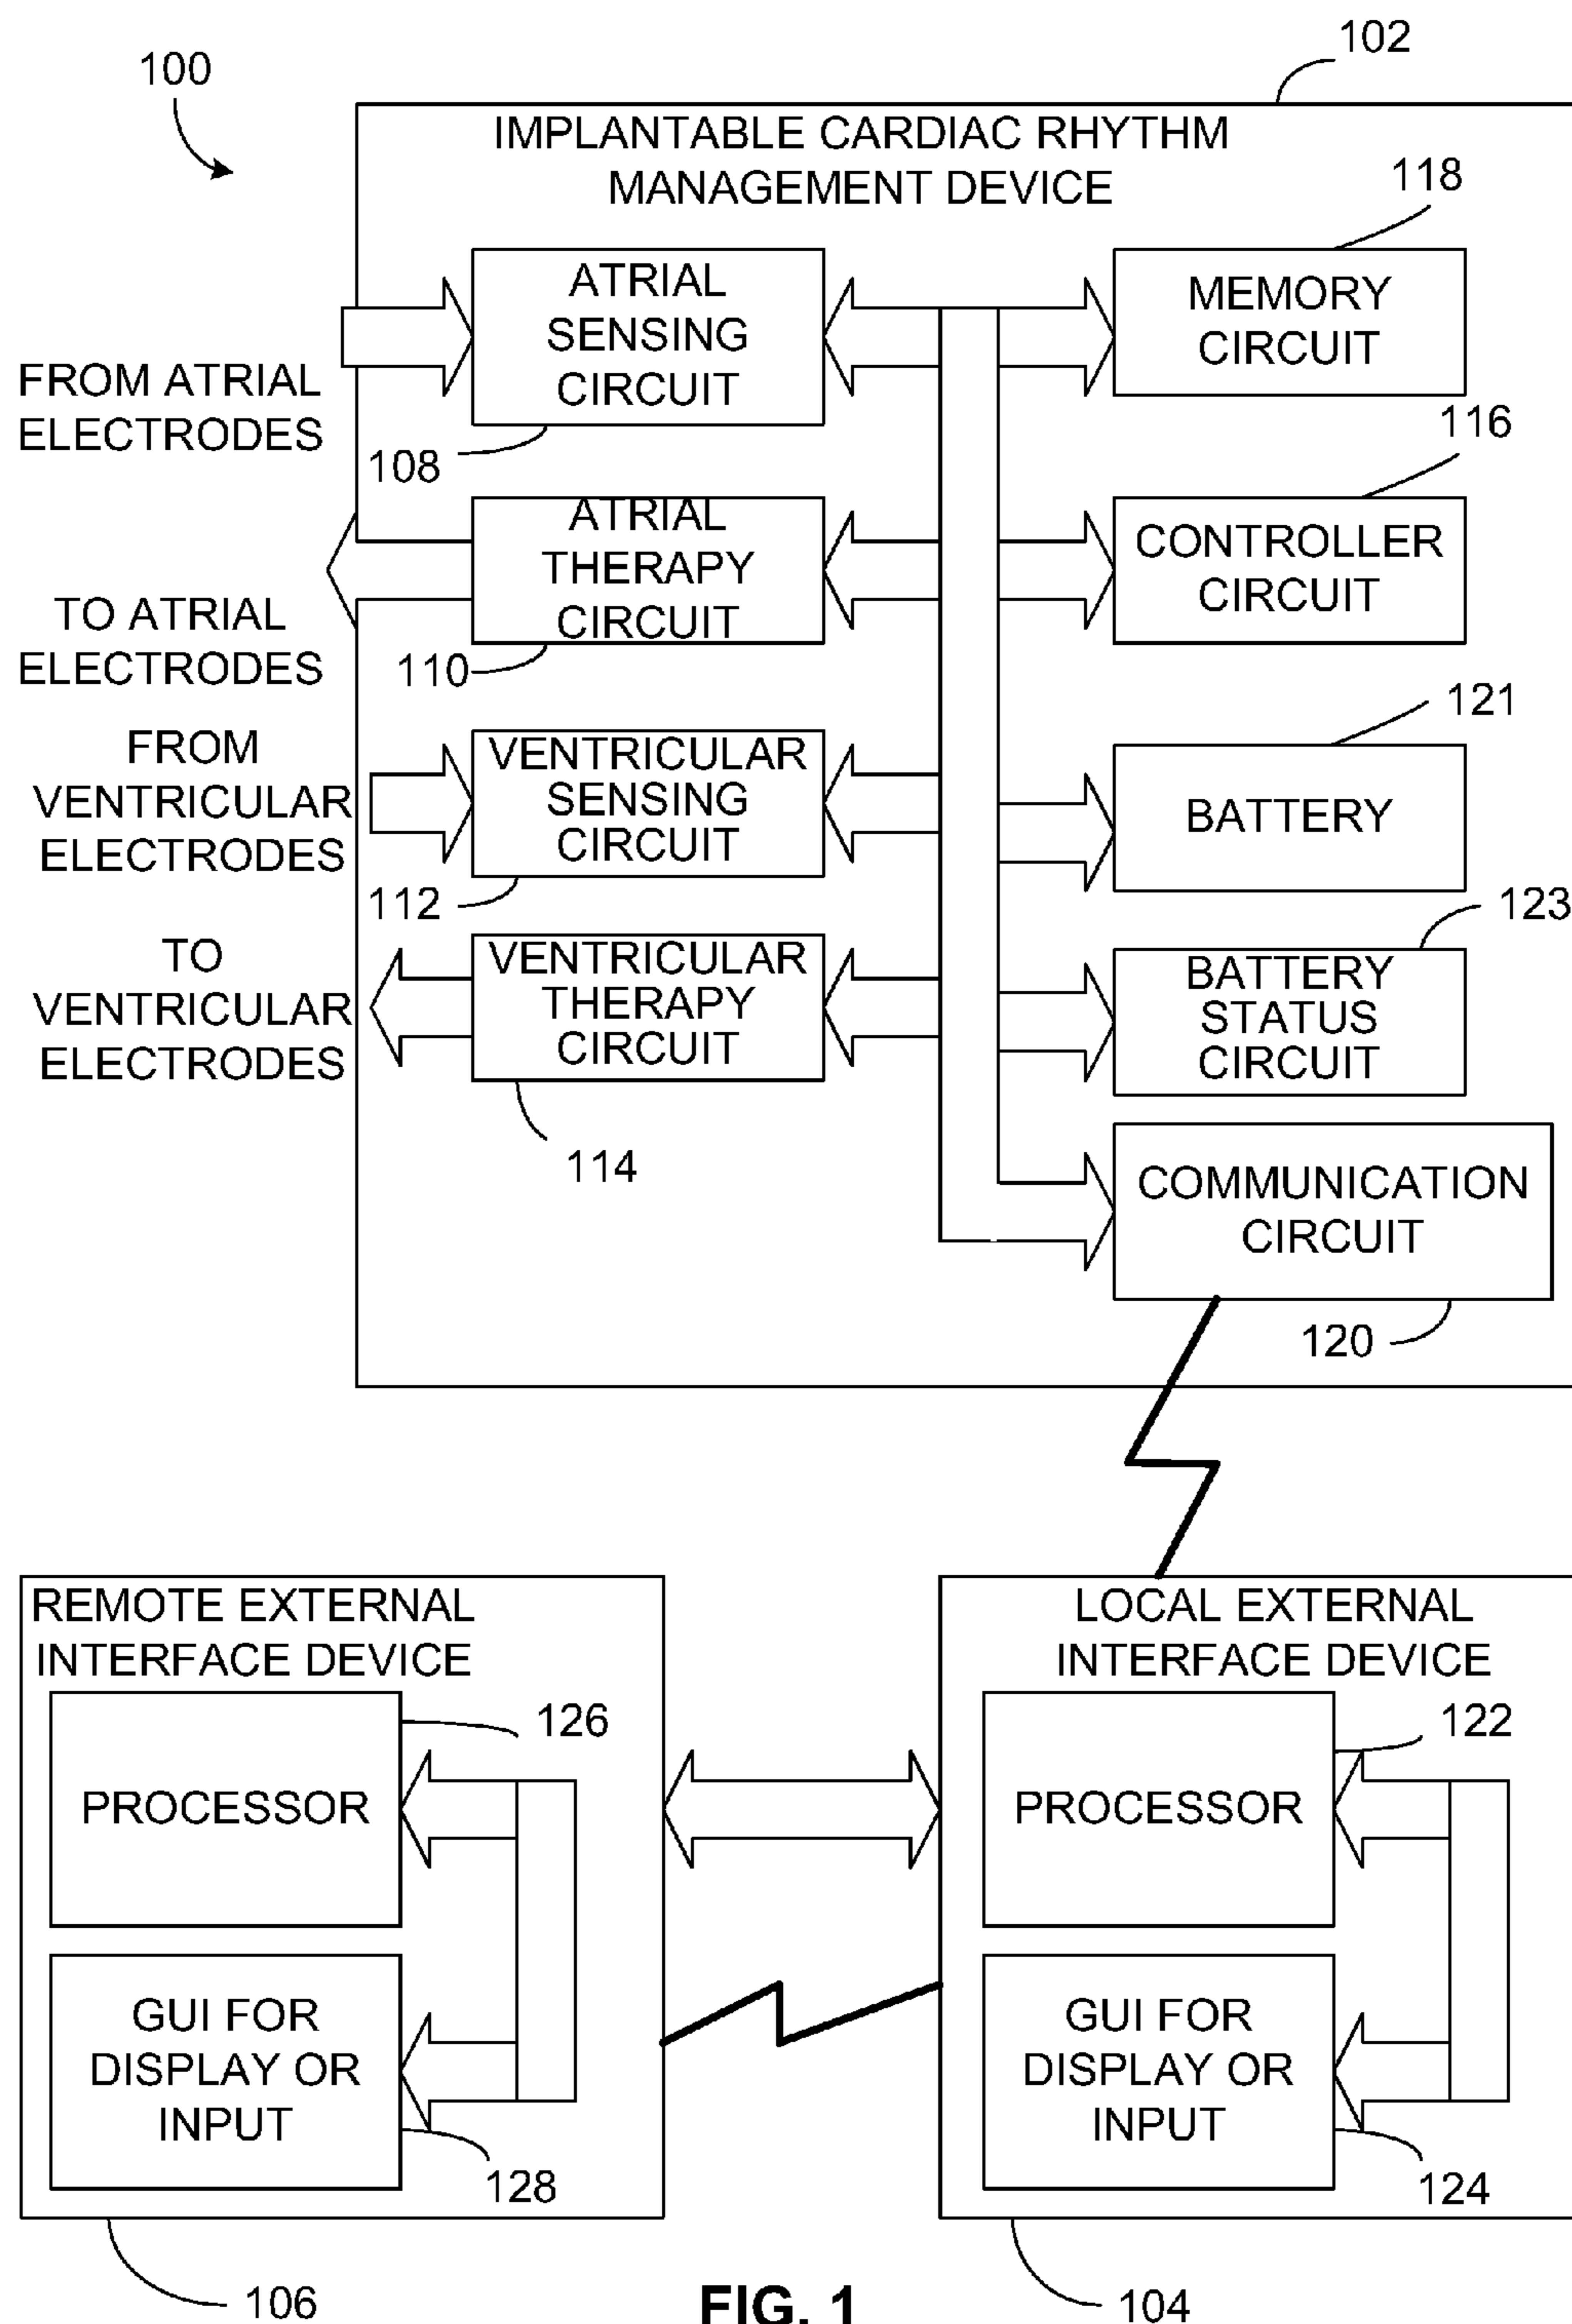 102
100
IMPLANTABLE CARDIAC RHYTHM
MANAGEMENT DEVICE
118
ATRIAL
SENSING
CIRCUIT
MEMORY
CIRCUIT
FROM ATRIAL
ELECTRODES
108
116
ATRIAL
THERAPY
CIRCUIT
CONTROLLER
CIRCUIT
TO ATRIAL
ELECTRODES
110
121
FROM
VENTRICULAR
ELECTRODES
VENTRICULAR
SENSING
CIRCUIT
BATTERY
112
123
TO
VENTRICULAR
ELECTRODES
VENTRICULAR
THERAPY
CIRCUIT
BATTERY
STATUS
CIRCUIT
114
COMMUNICATION
CIRCUIT
120
REMOTE EXTERNAL
INTERFACE DEVICE
LOCAL EXTERNAL
INTERFACE DEVICE
126
122
PROCESSOR
PROCESSOR
GUI FOR
DISPLAY OR
INPUT
GUI FOR
DISPLAY OR
INPUT
128
124
106
FIG. 1
104